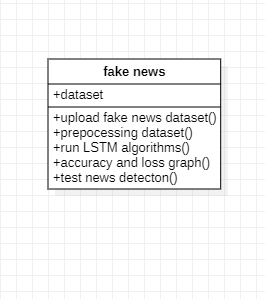 fake news
+dataset
+upload fake news dataset()
+prepocessing dataset()
+run LSTM algorithms()
+accuracy and loss graph()
+test news detecton()